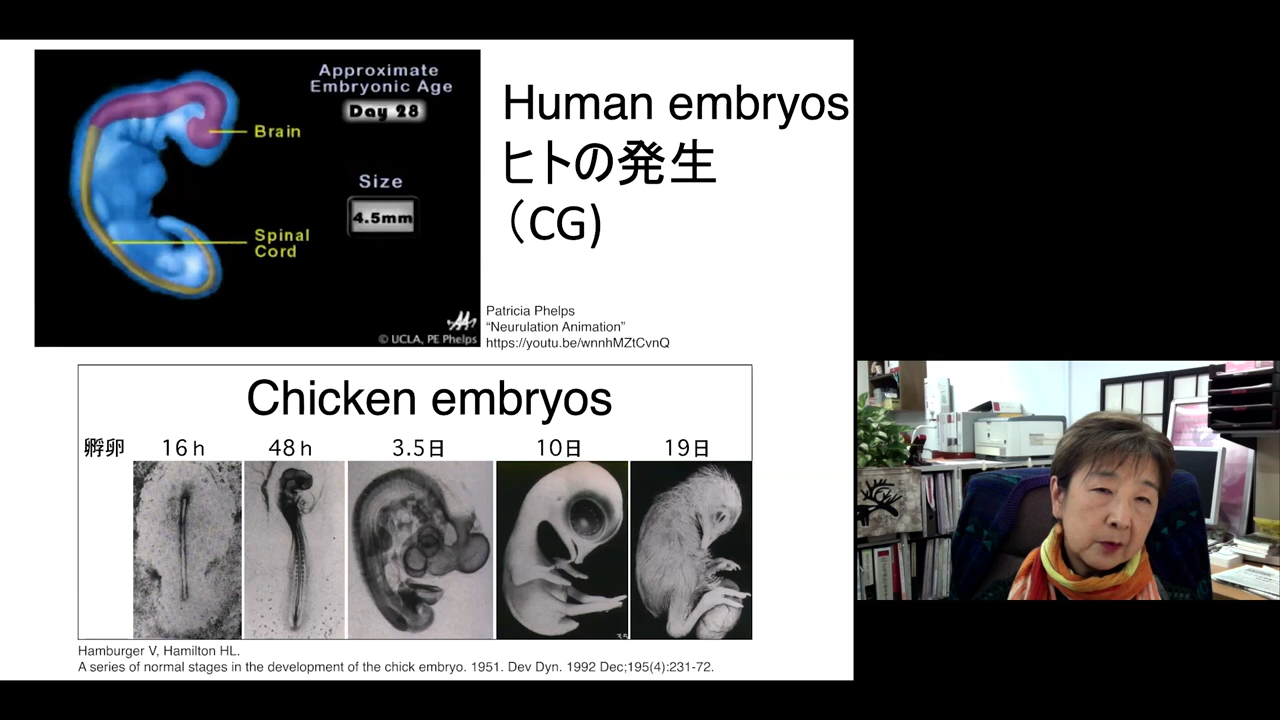 Approximate
Embryonic Age
Day 28
Brain
Size
4.5mm
Spinal
Cord
© UCLA, PE Phelps
Human embryos
ヒトの発生
（CG)
Patricia Phelps
“Neurulation Animation”
https://youtu.be/wnnhMZtCvnQ
Chicken embryos
孵卵 16h 48h 3.5日 10日 19日
35
Hamburger V, Hamilton HL.
A series of normal stages in the development of the chick embryo. 1951. Dev Dyn. 1992 Dec;195(4):231-72.